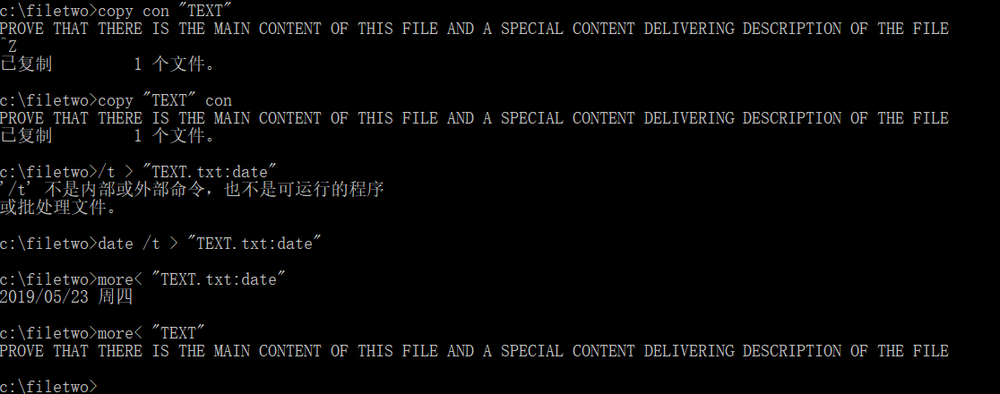 c:\filetwo>copy con "TEXT"
PROVE THAT THERE IS THE MAIN CONTENT OF THIS FILE AND A SPECIAL CONTENT DELIVERING DESCRIPTION OF THE FILE
^Z
已复制         1 个文件。
c:\filetwo>copy "TEXT" con
PROVE THAT THERE IS THE MAIN CONTENT OF THIS FILE AND A SPECIAL CONTENT DELIVERING DESCRIPTION OF THE FILE
已复制         1 个文件。
c:\filetwo>/t > "TEXT.txt:date"
'/t' 不是内部或外部命令，也不是可运行的程序
或批处理文件。
c:\filetwo>date /t > "TEXT.txt:date"
c:\filetwo>more< "TEXT.txt:date"
2019/05/23 周四
c:\filetwo>more< "TEXT"
PROVE THAT THERE IS THE MAIN CONTENT OF THIS FILE AND A SPECIAL CONTENT DELIVERING DESCRIPTION OF THE FILE
c:\filetwo>